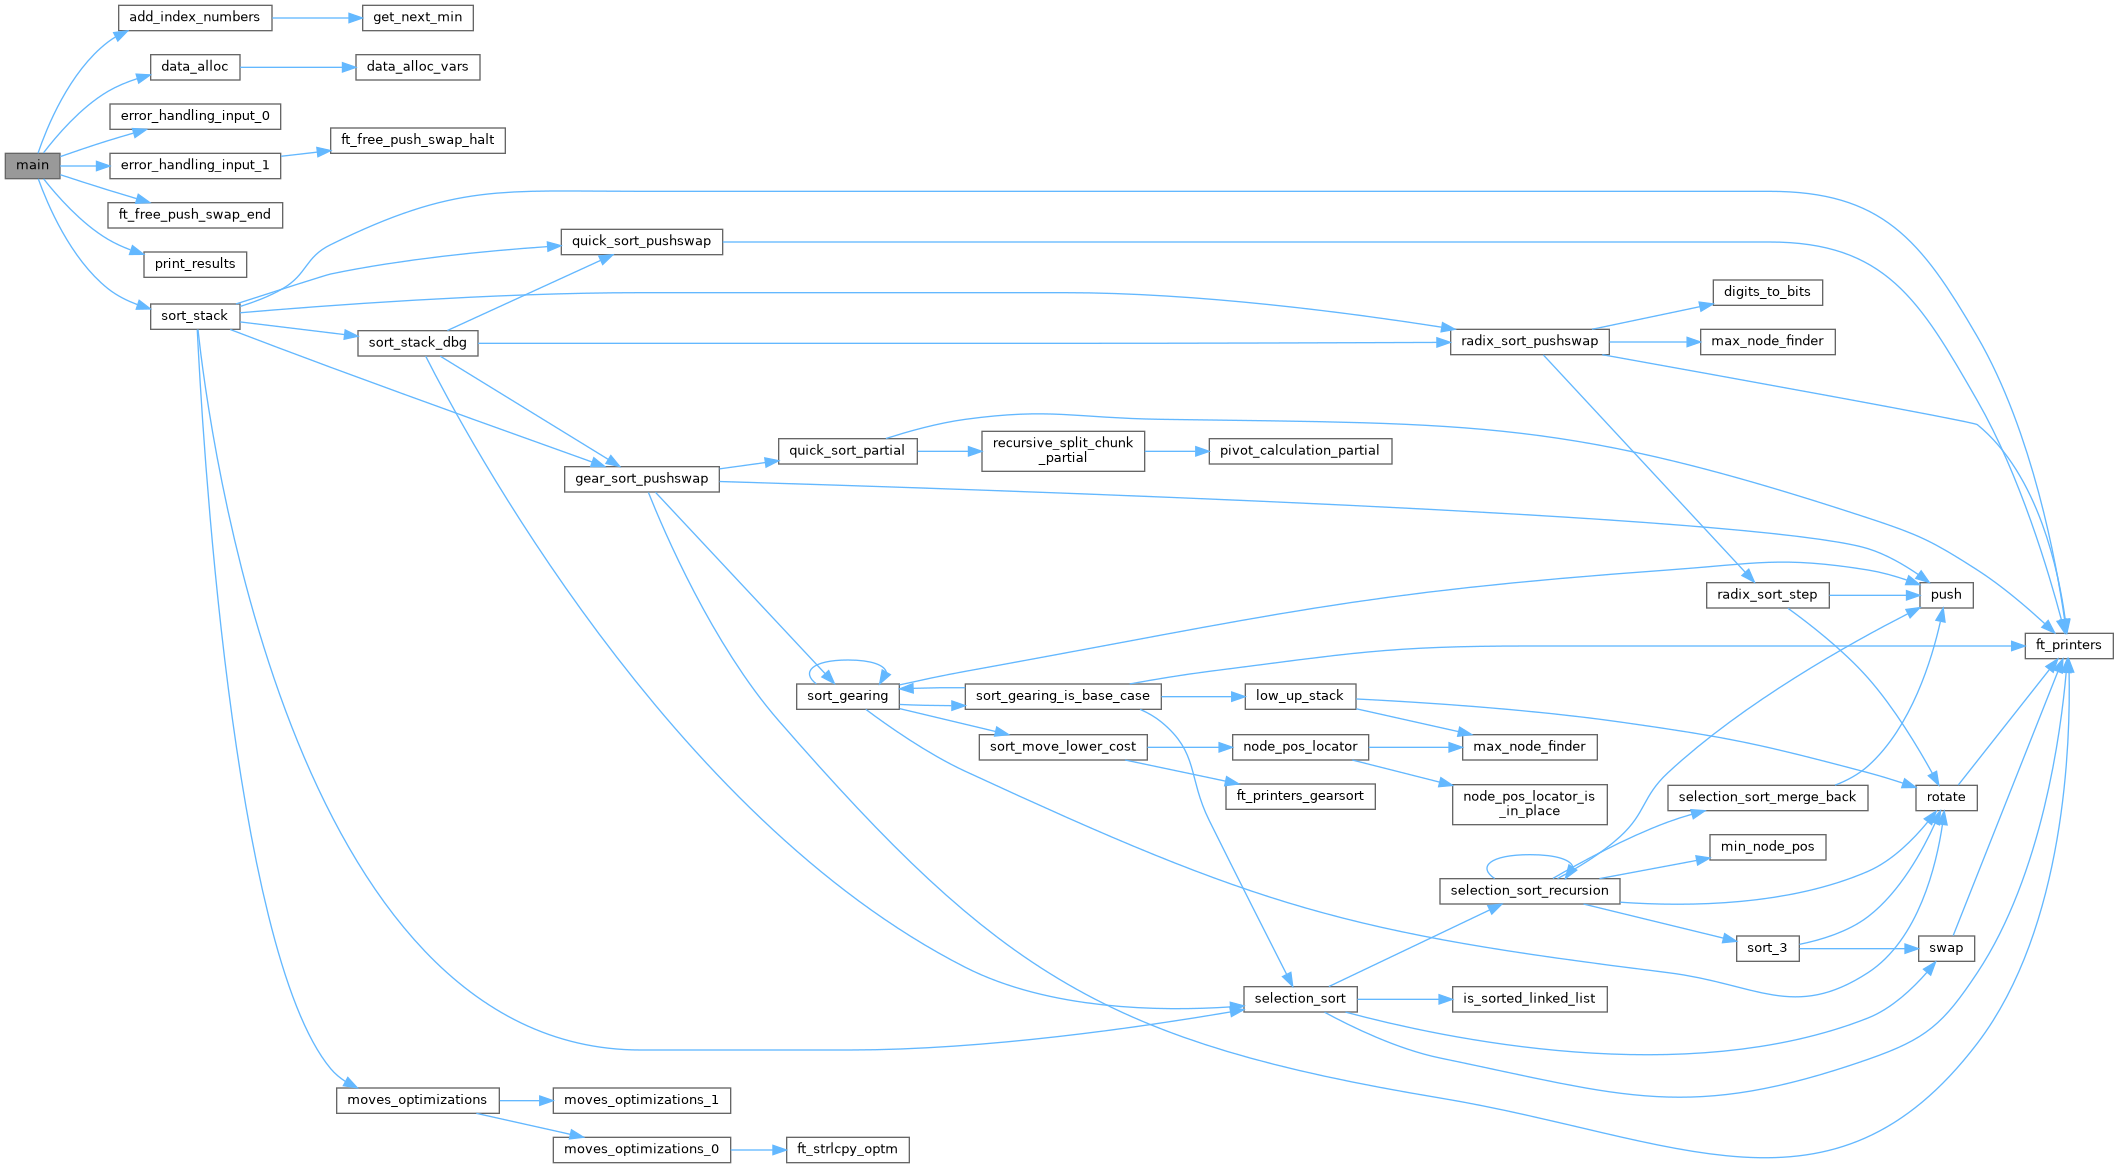 add_index_numbers
get_next_min
data_alloc
data_alloc_vars
error_handling_input_0
ft_free_push_swap_halt
main
error_handling_input_1
ft_free_push_swap_end
quick_sort_pushswap
print_results
digits_to_bits
sort_stack
sort_stack_dbg
radix_sort_pushswap
max_node_finder
quick_sort_partial
recursive_split_chunk
_partial
pivot_calculation_partial
gear_sort_pushswap
radix_sort_step
push
ft_printers
sort_gearing
sort_gearing_is_base_case
low_up_stack
sort_move_lower_cost
node_pos_locator
max_node_finder
ft_printers_gearsort
node_pos_locator_is
_in_place
selection_sort_merge_back
rotate
min_node_pos
selection_sort_recursion
sort_3
swap
selection_sort
is_sorted_linked_list
moves_optimizations
moves_optimizations_1
moves_optimizations_0
ft_strlcpy_optm